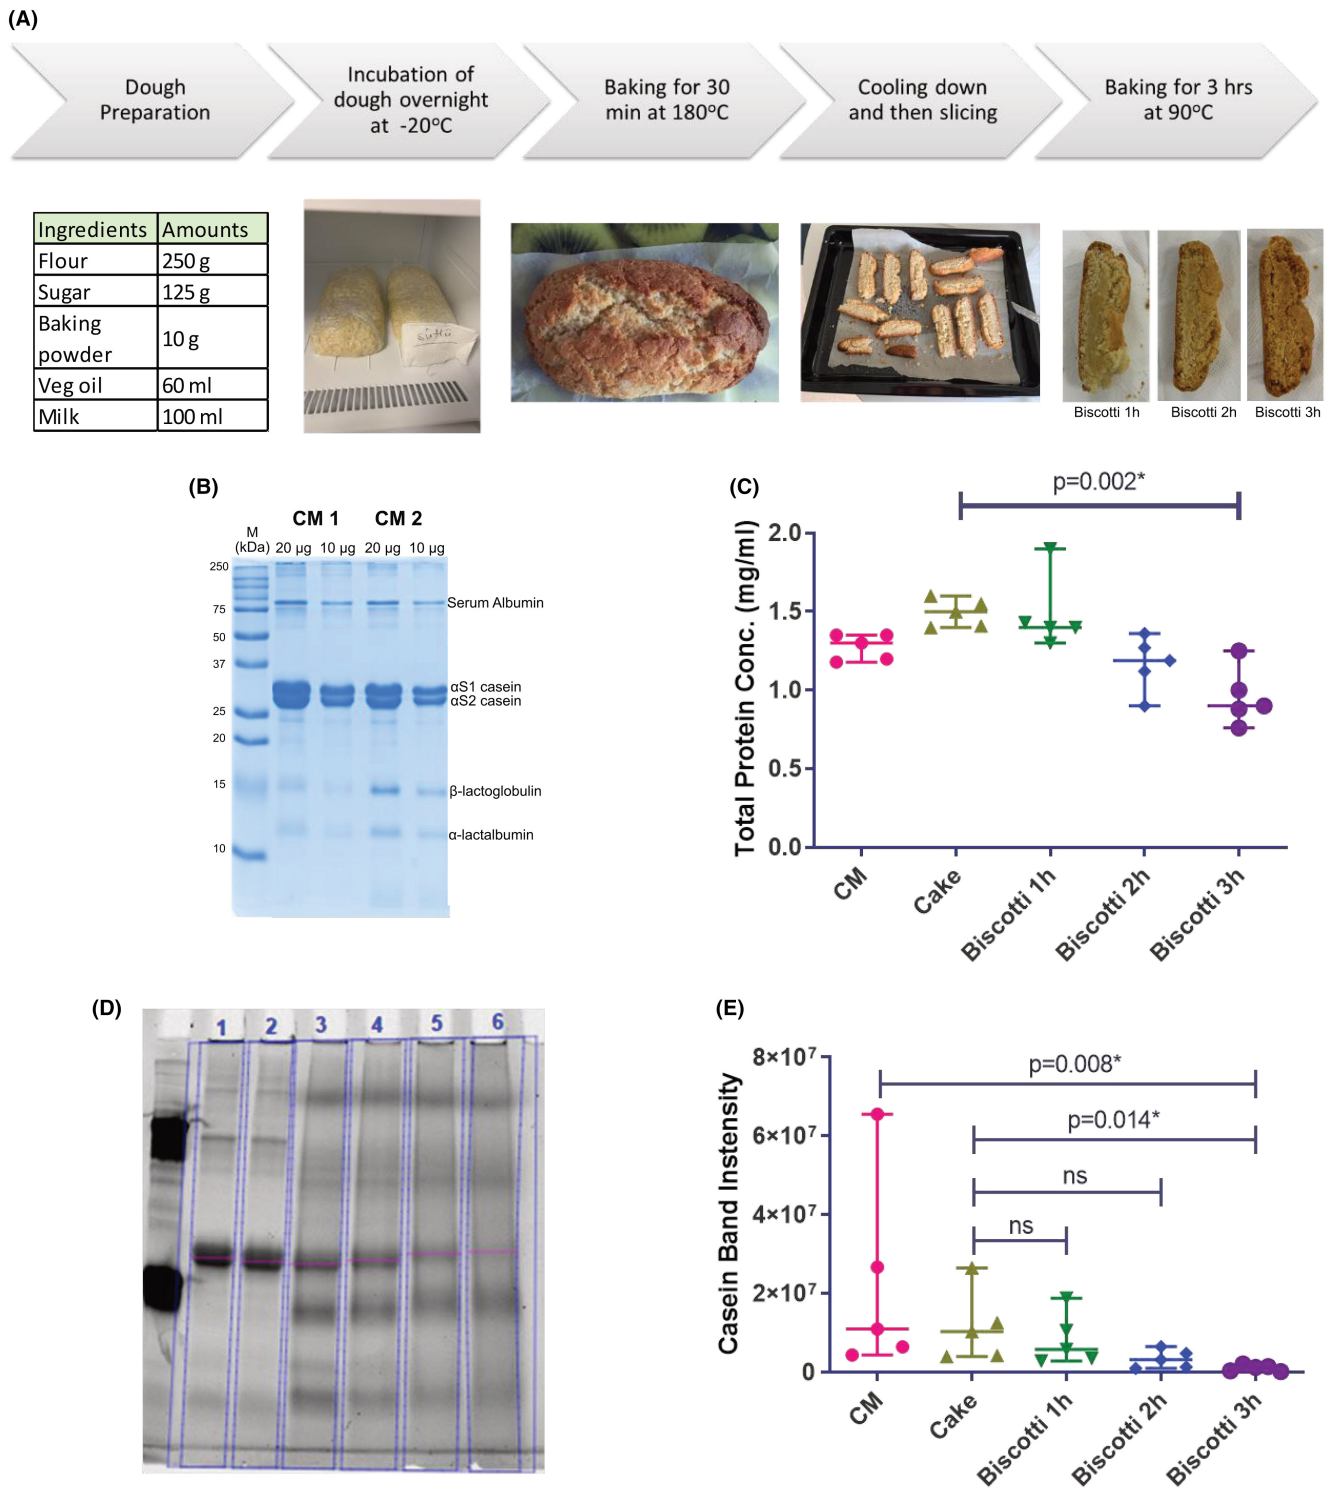 (A)
Dough
Preparation
Incubation of
dough overnight
at -20°C
Baking for 30
min at 180°C
Cooling down
and then slicing
Baking for 3 hrs
at 90°C
Ingredients Amounts
Flour 250 g
Sugar 125 g
Baking
powder 10 g
Veg oil 60 ml
Milk 100 ml
Biscotti 1h Biscotti 2h Biscotti 3h
(B)
CM 1 CM 2
M
(kDa) 20 µg 10 µg 20 µg 10 µg
250
75
50
37
25
20
15
10
Serum Albumin
αS1 casein
αS2 casein
β-lactoglobulin
α-lactalbumin
(C)
p=0.002*
Total Protein Conc. (mg/ml)
2.0
1.5
1.0
0.5
0.0
CM
Cake
Biscotti 1h
Biscotti 2h
Biscotti 3h
(D)
1 2 3 4 5 6
(E)
Casein Band Instensity
8×10⁷
6×10⁷
4×10⁷
2×10⁷
0
p=0.008*
p=0.014*
ns
ns
CM
Cake
Biscotti 1h
Biscotti 2h
Biscotti 3h